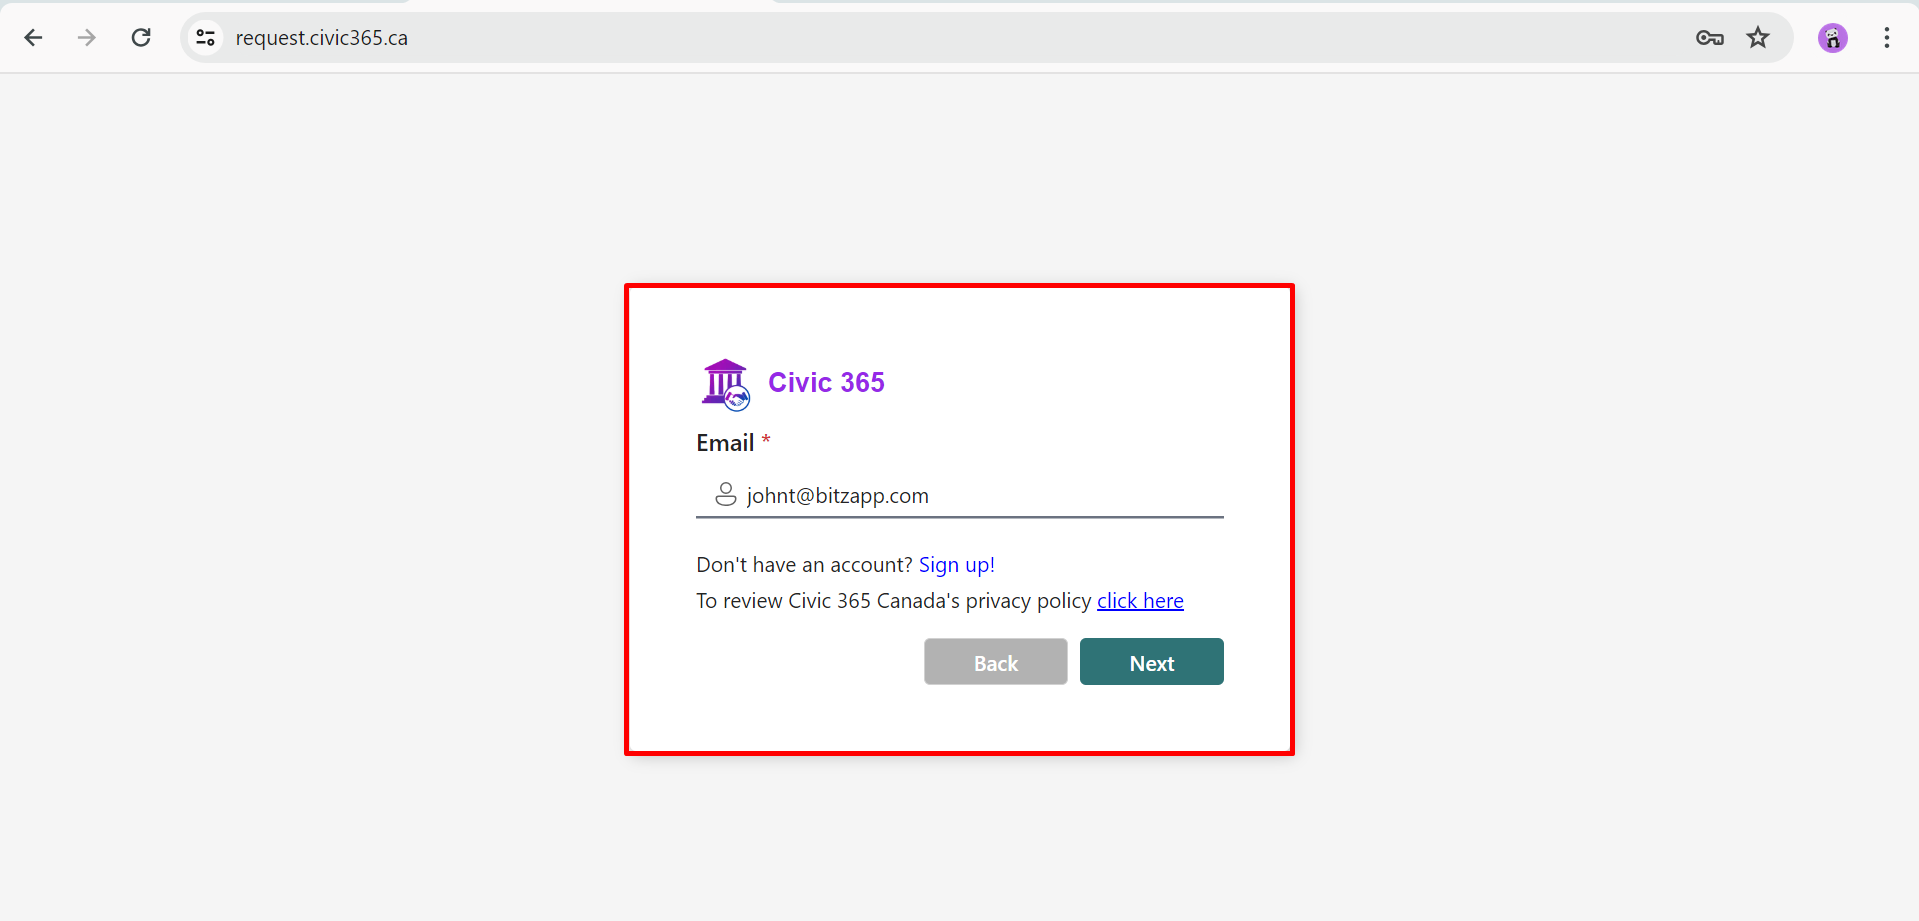 request.civic365.ca
Civic 365
Email *
johnt@bitzapp.com
Don't have an account? Sign up!
To review Civic 365 Canada's privacy policy click here
Back Next